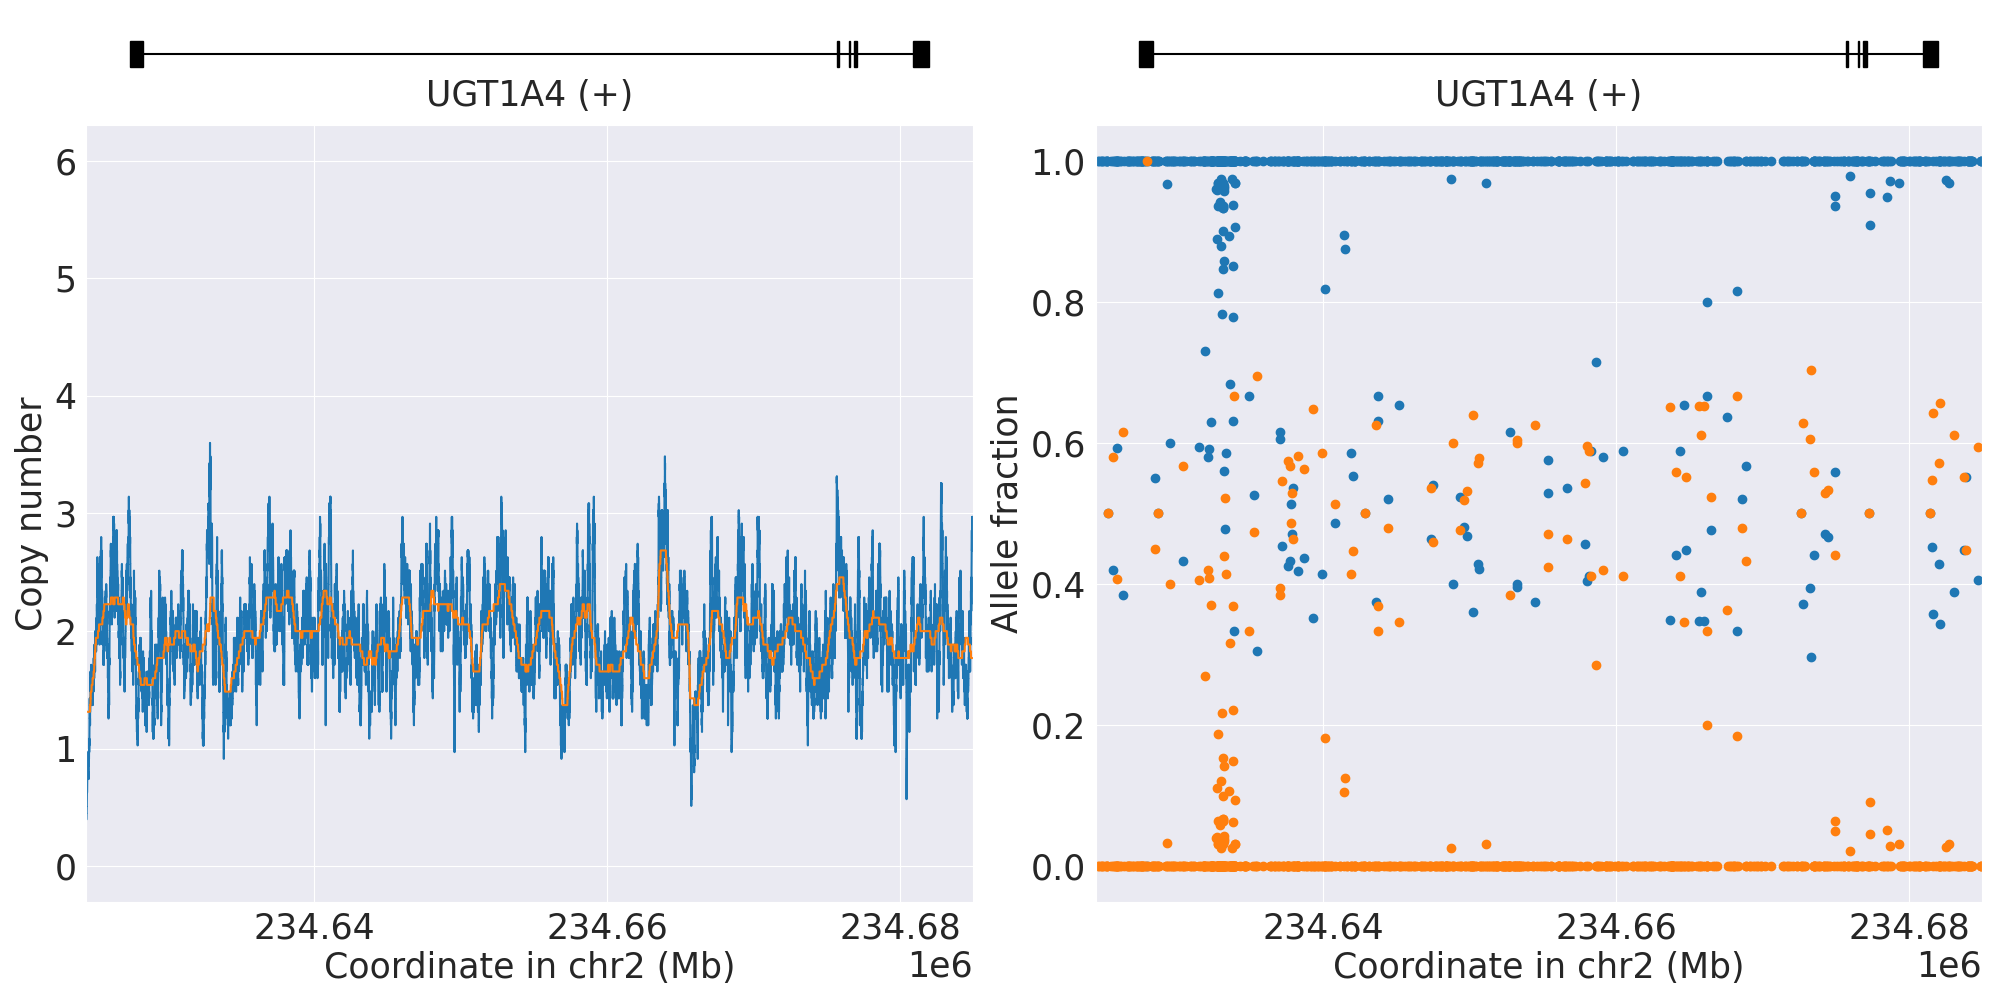 UGT1A4 (+)
6
5
4
3
2
1
0
Copy number
234.64 234.66 234.68
1e6
Coordinate in chr2 (Mb)
UGT1A4 (+)
1.0
0.8
0.6
0.4
0.2
0.0
Allele fraction
234.64 234.66 234.68
1e6
Coordinate in chr2 (Mb)